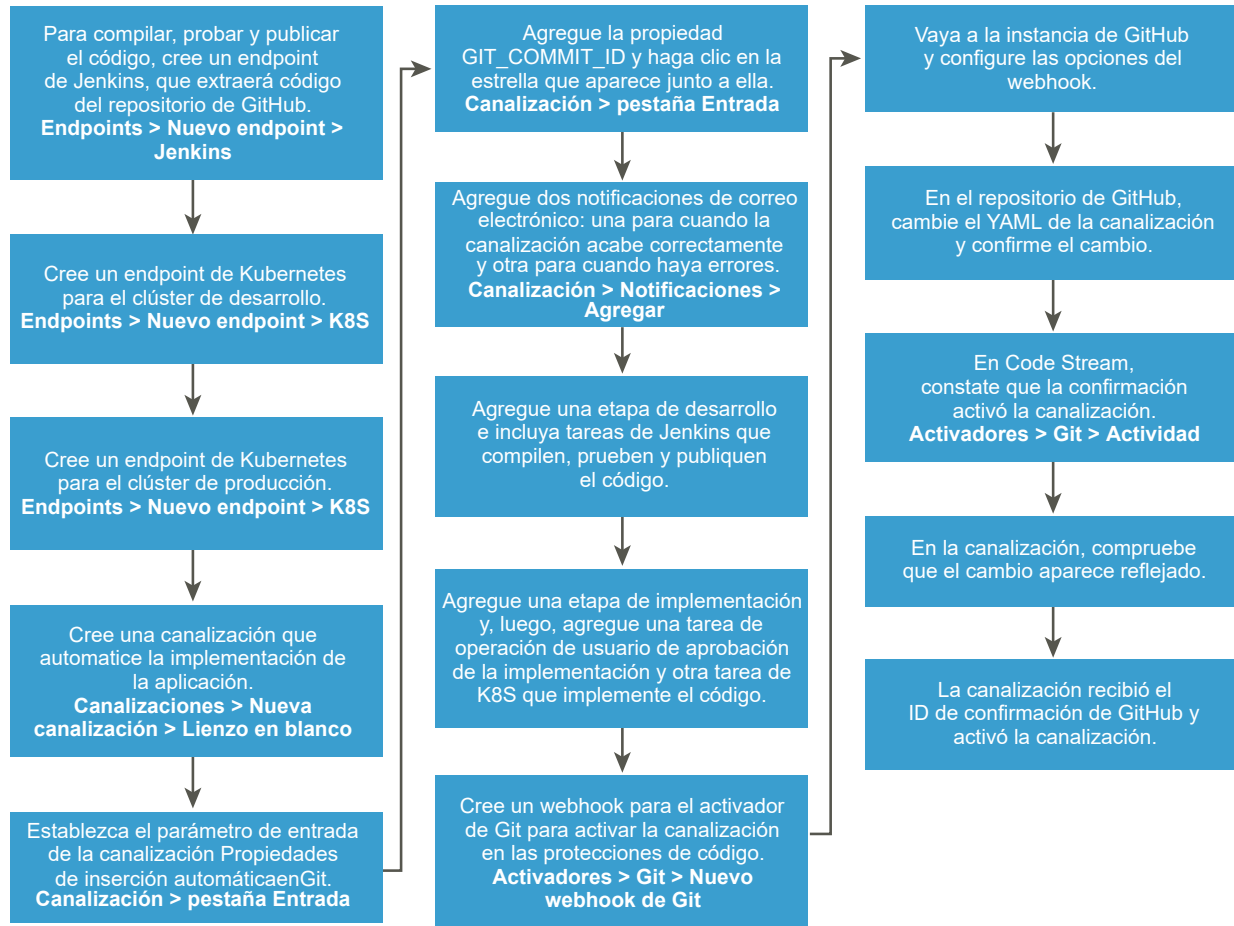 Para compilar, probar y publicar
el código, cree un endpoint
de Jenkins, que extraerá código
del repositorio de GitHub.
Endpoints > Nuevo endpoint >
Jenkins
Cree un endpoint de Kubernetes
para el clúster de desarrollo.
Endpoints > Nuevo endpoint > K8S
Cree un endpoint de Kubernetes
para el clúster de producción.
Endpoints > Nuevo endpoint > K8S
Cree una canalización que
automatice la implementación de
la aplicación.
Canalizaciones > Nueva
canalización > Lienzo en blanco
Establezca el parámetro de entrada
de la canalización Propiedades
de inserción automáticaenGit.
Canalización > pestaña Entrada
Agregue la propiedad
GIT_COMMIT_ID y haga clic en la
estrella que aparece junto a ella.
Canalización > pestaña Entrada
Agregue dos notificaciones de correo
electrónico: una para cuando la
canalización acabe correctamente
y otra para cuando haya errores.
Canalización > Notificaciones >
Agregar
Agregue una etapa de desarrollo
e incluya tareas de Jenkins que
compilen, prueben y publiquen
el código.
Agregue una etapa de implementación
y, luego, agregue una tarea de
operación de usuario de aprobación
de la implementación y otra tarea de
K8S que implemente el código.
Cree un webhook para el activador
de Git para activar la canalización
en las protecciones de código.
Activadores > Git > Nuevo
webhook de Git
Vaya a la instancia de GitHub
y configure las opciones del
webhook.
En el repositorio de GitHub,
cambie el YAML de la canalización
y confirme el cambio.
En Code Stream,
constate que la confirmación
activó la canalización.
Activadores > Git > Actividad
En la canalización, compruebe
que el cambio aparece reflejado.
La canalización recibió el
ID de confirmación de GitHub y
activó la canalización.